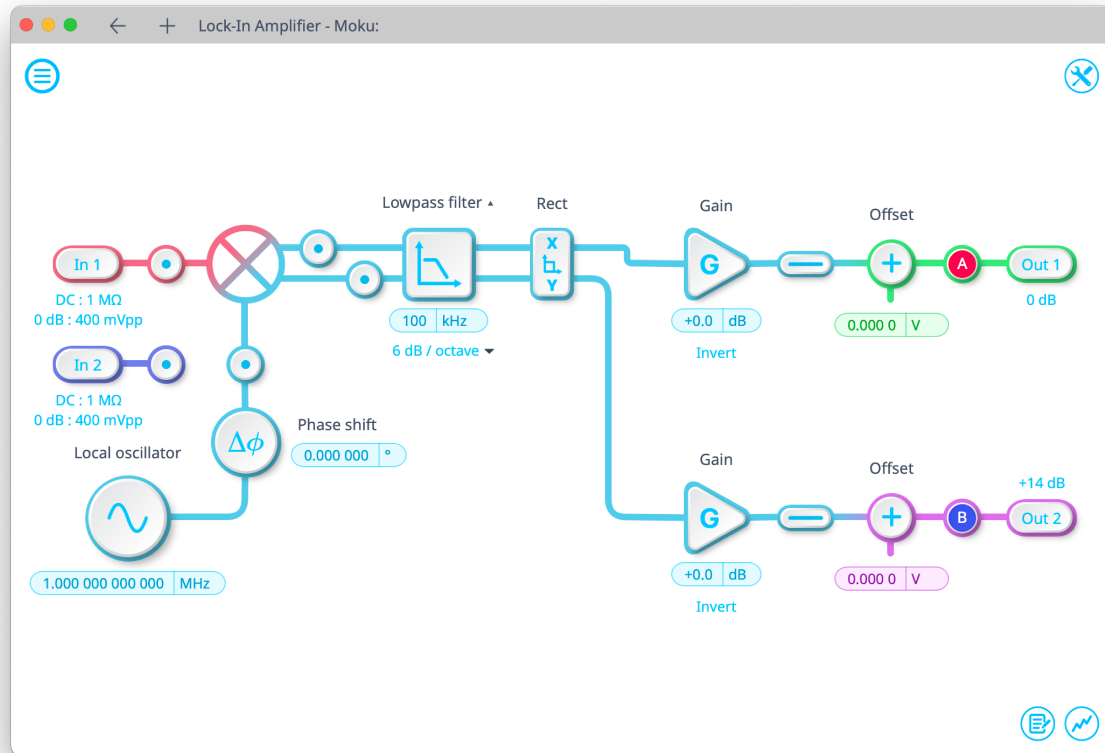 Lock-In Amplifier - Moku:
Lowpass filter
Rect
Gain
Offset
In 1
X
Y
G
A
Out 1
DC : 1 MΩ
0 dB : 400 mVpp
0 dB
100 kHz
+0.0 dB
0.000 0 V
6 dB / octave
Invert
In 2
DC : 1 MΩ
0 dB : 400 mVpp
Phase shift
Δϕ
0.000 000 °
Local oscillator
Gain
Offset
+14 dB
G
B
Out 2
1.000 000 000 000 MHz
+0.0 dB
0.000 0 V
Invert